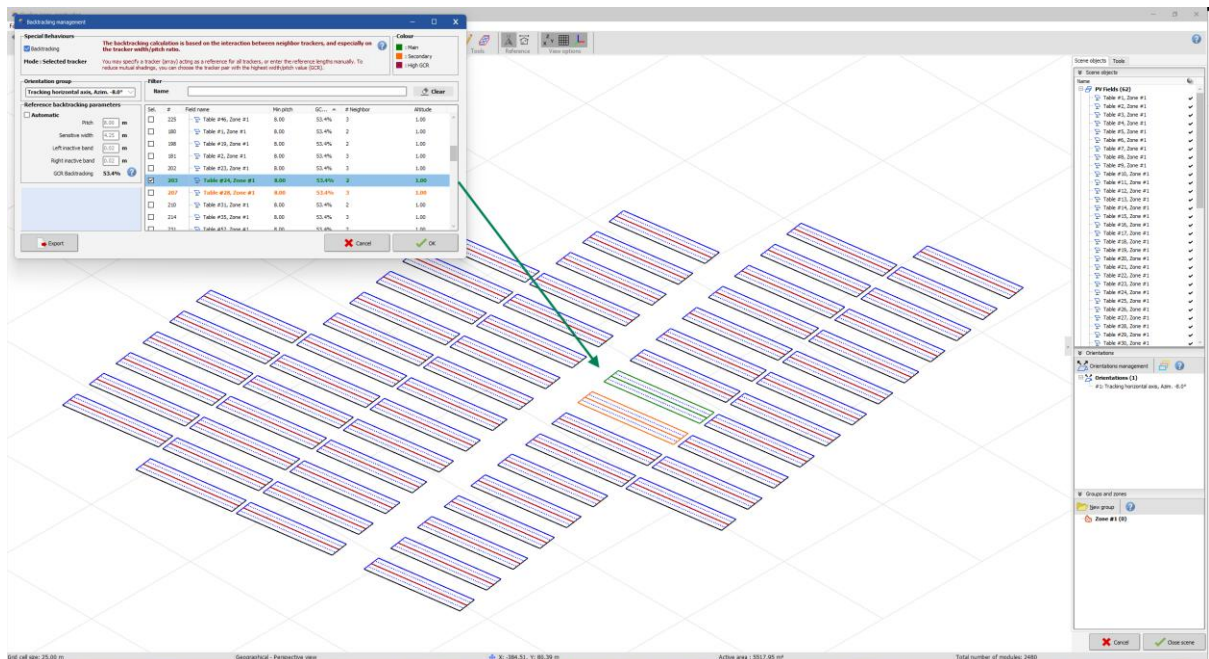 Backtracking management
Special Behaviours
Backtracking
The backtracking calculation is based on the interaction between neighbor trackers, and especially on
the tracker width/pitch ratio.
Mode : Selected tracker
You may specify a tracker (array) acting as a reference for all trackers, or enter the reference lengths manually. To
reduce mutual shadings, you can choose the tracker pair with the highest width/pitch value (GCR).
Colour
: Main
: Secondary
: High GCR
Tools
Reference
View options
Orientation group
Tracking horizontal axis, Azim. -8.0°
Filter
Name
Clear
Reference backtracking parameters
Automatic
Pitch 8.00 m
Sensitive width 4.25 m
Left inactive band 0.02 m
Right inactive band 0.02 m
GCR Backtracking 53.4%
Sel. # Field name Min pitch GC... # Neighbor Altitude
225 Table #46, Zone #1 8.00 53.4% 3 1.00
180 Table #1, Zone #1 8.00 53.4% 2 1.00
198 Table #19, Zone #1 8.00 53.4% 2 1.00
181 Table #2, Zone #1 8.00 53.4% 3 1.00
202 Table #23, Zone #1 8.00 53.4% 3 1.00
203 Table #24, Zone #1 8.00 53.4% 2 1.00
207 Table #28, Zone #1 8.00 53.4% 3 1.00
210 Table #31, Zone #1 8.00 53.4% 2 1.00
214 Table #35, Zone #1 8.00 53.4% 3 1.00
Export
Cancel
OK
Scene objects Tools
Scene objects
Name
PV Fields (62)
Table #1, Zone #1
Table #2, Zone #1
Table #3, Zone #1
Table #4, Zone #1
Table #5, Zone #1
Table #6, Zone #1
Table #7, Zone #1
Table #8, Zone #1
Table #9, Zone #1
Table #10, Zone #1
Table #11, Zone #1
Table #12, Zone #1
Table #13, Zone #1
Table #14, Zone #1
Table #15, Zone #1
Table #16, Zone #1
Table #17, Zone #1
Table #18, Zone #1
Table #19, Zone #1
Table #20, Zone #1
Table #21, Zone #1
Table #22, Zone #1
Table #23, Zone #1
Table #24, Zone #1
Table #25, Zone #1
Table #26, Zone #1
Table #27, Zone #1
Table #28, Zone #1
Table #29, Zone #1
Table #30, Zone #1
Orientations
Orientations management
Orientations (1)
#1: Tracking horizontal axis, Azim. -8.0°
Groups and zones
New group
Zone #1 (0)
Cancel
Close scene
Grid cell size: 25.00 m
Geographical - Perspective view
X: -384.51, Y: 80.39 m
Active area : 5517.95 m²
Total number of modules: 2480